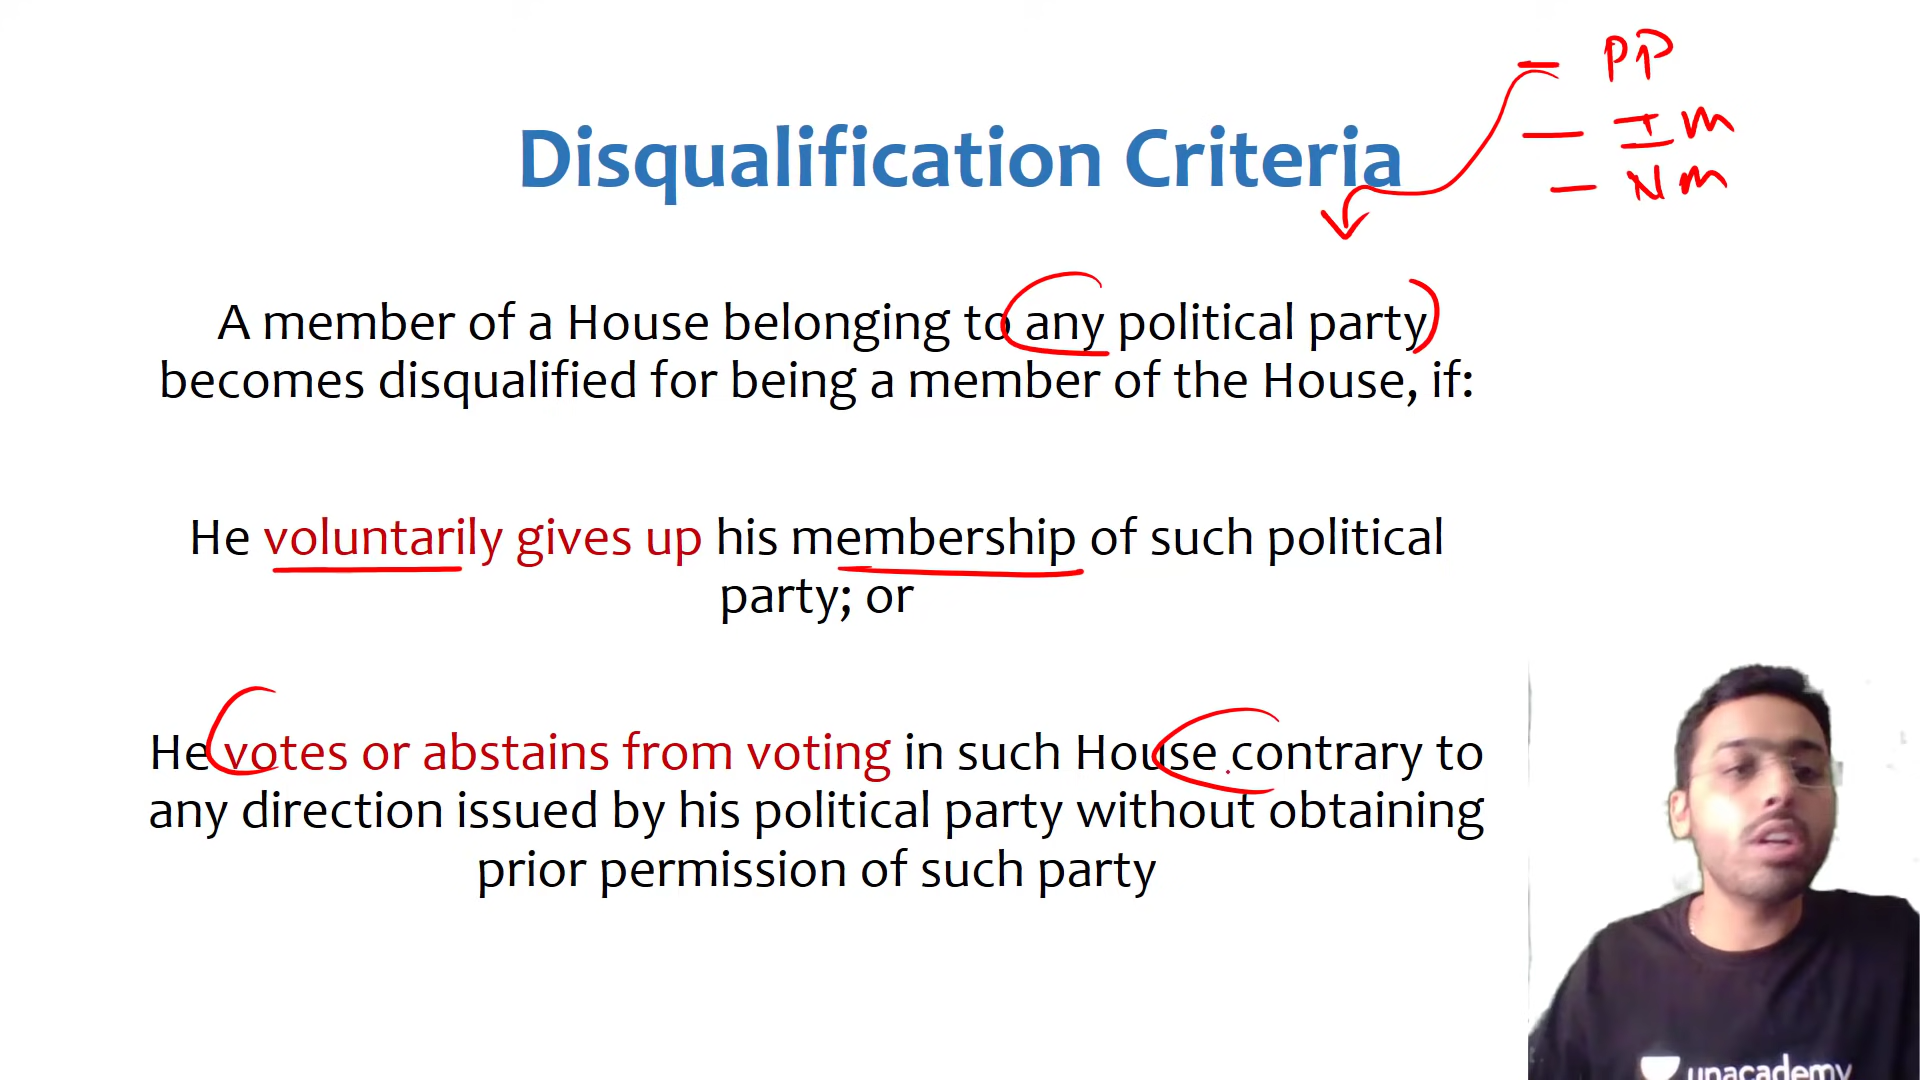 PP
IM
NM
Disqualification Criteria
A member of a House belonging to any political party
becomes disqualified for being a member of the House, if:
He voluntarily gives up his membership of such political
party; or
He votes or abstains from voting in such House contrary to
any direction issued by his political party without obtaining
prior permission of such party
unacademy